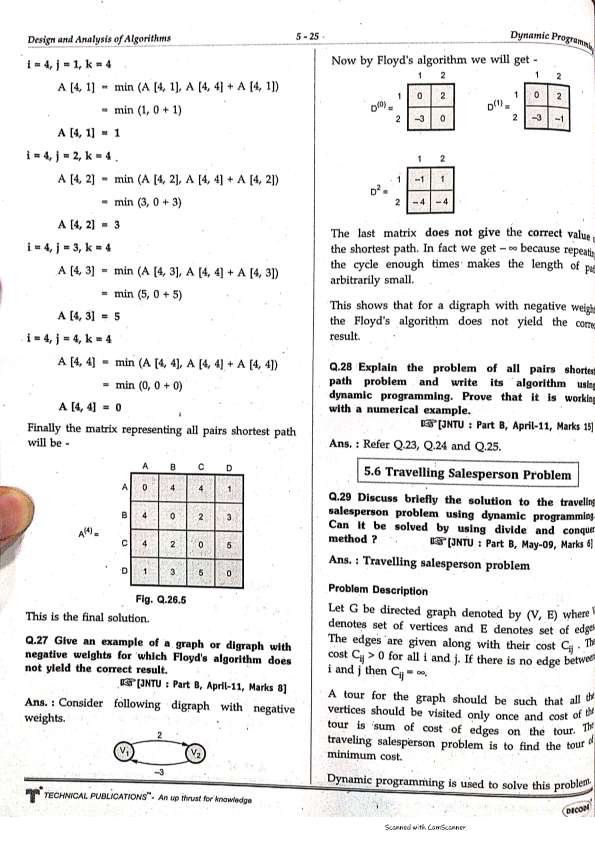 Design and Analysis of Algorithms
5 - 25
Dynamic Programm
i = 4, j = 1, k = 4
A [4, 1] = min (A [4, 1], A [4, 4] + A [4, 1])
= min (1, 0 + 1)
A [4, 1] = 1
i = 4, j = 2, k = 4 .
A [4, 2] = min (A [4, 2], A [4, 4] + A [4, 2])
= min (3, 0 + 3)
A [4, 2] = 3
i = 4, j = 3, k = 4
A [4, 3] = min (A [4, 3], A [4, 4] + A [4, 3])
= min (5, 0 + 5)
A [4, 3] = 5
i = 4, j = 4, k = 4
A [4, 4] = min (A [4, 4], A [4, 4] + A [4, 4])
= min (0, 0 + 0)
A [4, 4] = 0
Finally the matrix representing all pairs shortest path
will be -
A B C D
A 0 4 4 1
B 4 0 2 3
A(4) =
C 4 2 0 5
D 1 3 5 0
Fig. Q.26.5
This is the final solution.
Q.27 Give an example of a graph or digraph with
negative weights for which Floyd's algorithm does
not yield the correct result.
☞[JNTU : Part B, April-11, Marks 8]
Ans. : Consider following digraph with negative
weights.
2
V1 V2
–3
Now by Floyd's algorithm we will get -
1 2 1 2
1 0 2 1 0 2
D(0) = D(1) =
2 –3 0 2 –3 –1
1 2
1 –1 1
D2 =
2 –4 –4
The last matrix does not give the correct value
the shortest path. In fact we get – ∞ because repeatin
the cycle enough times makes the length of pa
arbitrarily small.
This shows that for a digraph with negative weigh
the Floyd's algorithm does not yield the correc
result.
Q.28 Explain the problem of all pairs shortest
path problem and write its algorithm using
dynamic programming. Prove that it is working
with a numerical example.
☞[JNTU : Part B, April-11, Marks 15]
Ans. : Refer Q.23, Q.24 and Q.25.
5.6 Travelling Salesperson Problem
Q.29 Discuss briefly the solution to the traveling
salesperson problem using dynamic programming.
Can it be solved by using divide and conquer
method ? ☞[JNTU : Part B, May-09, Marks 6]
Ans. : Travelling salesperson problem
Problem Description
Let G be directed graph denoted by (V, E) where V
denotes set of vertices and E denotes set of edges
The edges are given along with their cost Cij . The
cost Cij > 0 for all i and j. If there is no edge between
i and j then Cij = ∞.
A tour for the graph should be such that all the
vertices should be visited only once and cost of the
tour is sum of cost of edges on the tour. The
traveling salesperson problem is to find the tour of
minimum cost.
Dynamic programming is used to solve this problem.
TECHNICAL PUBLICATIONS™ - An up thrust for knowledge
DECODE
Scanned with CamScanner